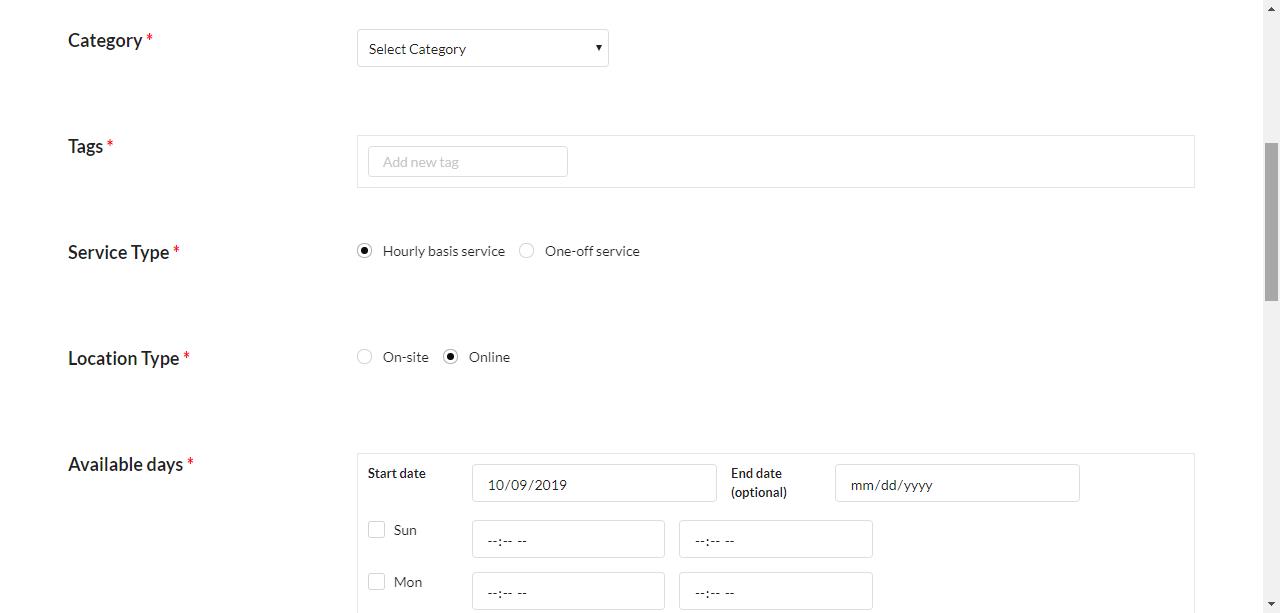 Category *
Select Category
Tags *
Add new tag
Service Type *
Hourly basis service One-off service
Location Type *
On-site Online
Available days *
Start date 10/09/2019 End date (optional) mm/dd/yyyy
Sun --:-- -- --:-- --
Mon --:-- -- --:-- --